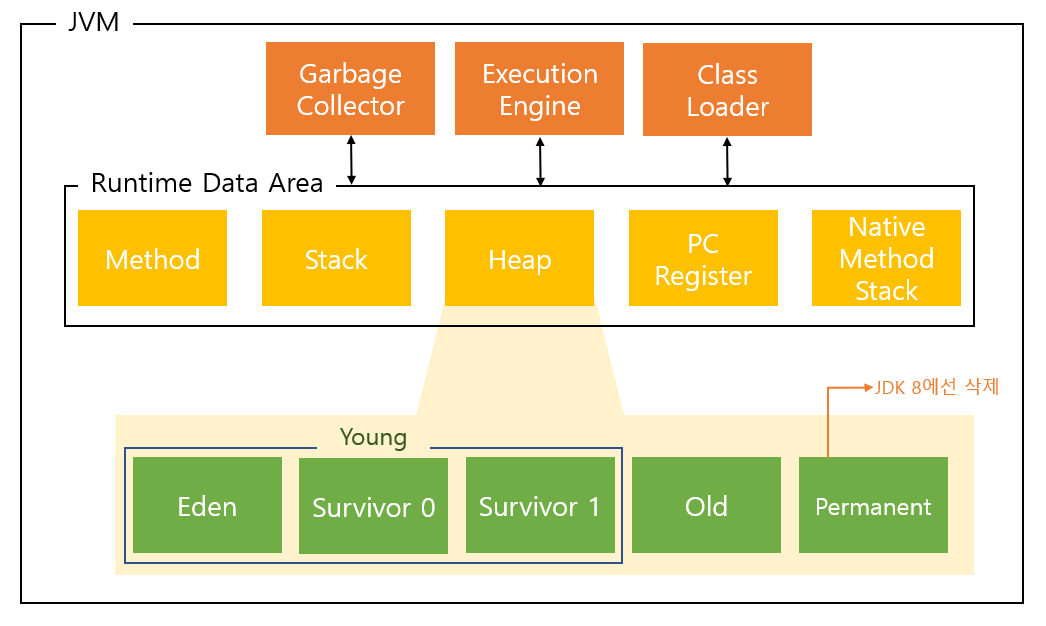 JVM
Garbage
Collector
Execution
Engine
Class
Loader
Runtime Data Area
Method
Stack
Heap
PC
Register
Native
Method
Stack
JDK 8에선 삭제
Young
Eden
Survivor 0
Survivor 1
Old
Permanent